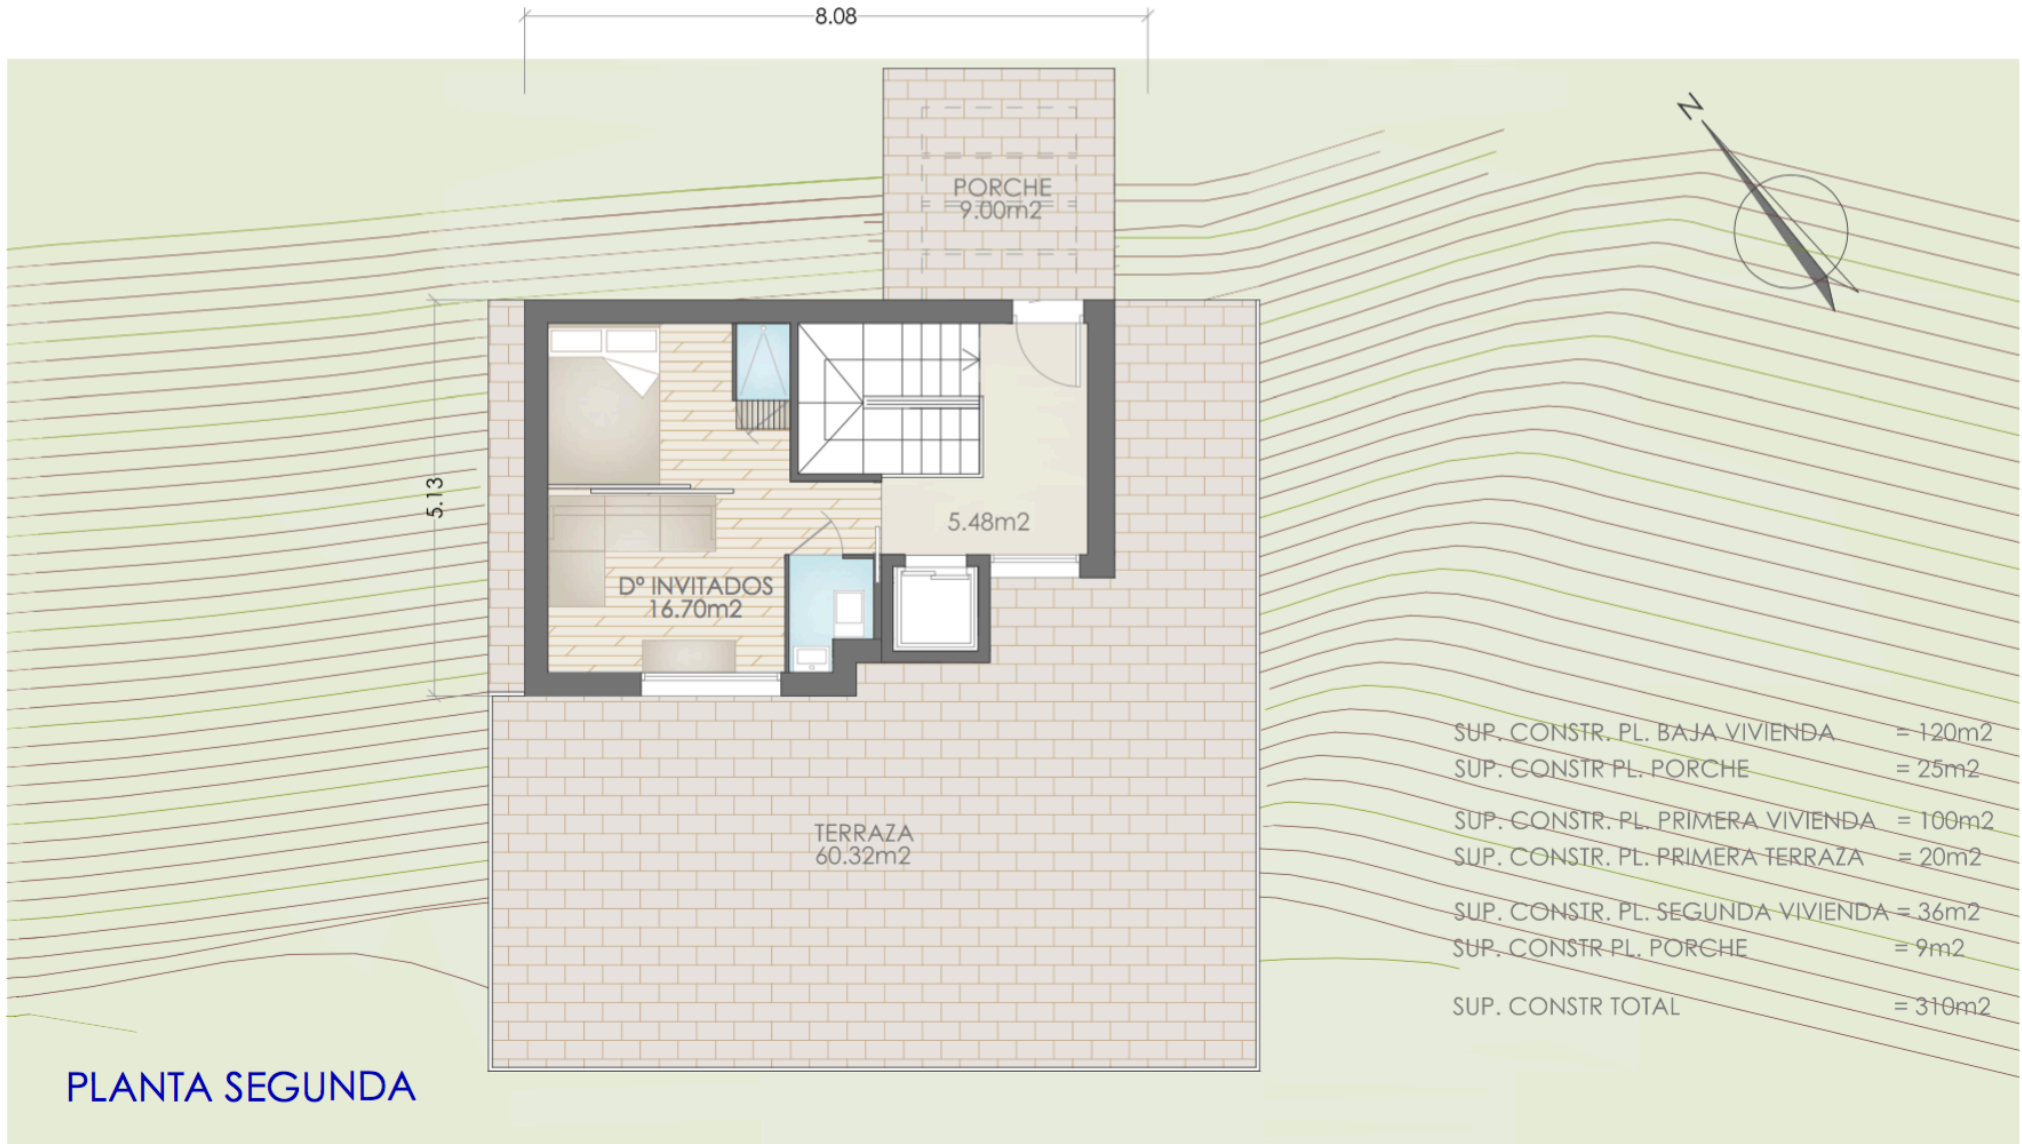 8.08
N
PORCHE
9.00m2
5.13
5.48m2
Dº INVITADOS
16.70m2
SUP. CONSTR. PL. BAJA VIVIENDA = 120m2
SUP. CONSTR PL. PORCHE = 25m2
SUP. CONSTR. PL. PRIMERA VIVIENDA = 100m2
SUP. CONSTR. PL. PRIMERA TERRAZA = 20m2
TERRAZA
60.32m2
SUP. CONSTR. PL. SEGUNDA VIVIENDA = 36m2
SUP. CONSTR PL. PORCHE = 9m2
SUP. CONSTR TOTAL = 310m2
PLANTA SEGUNDA